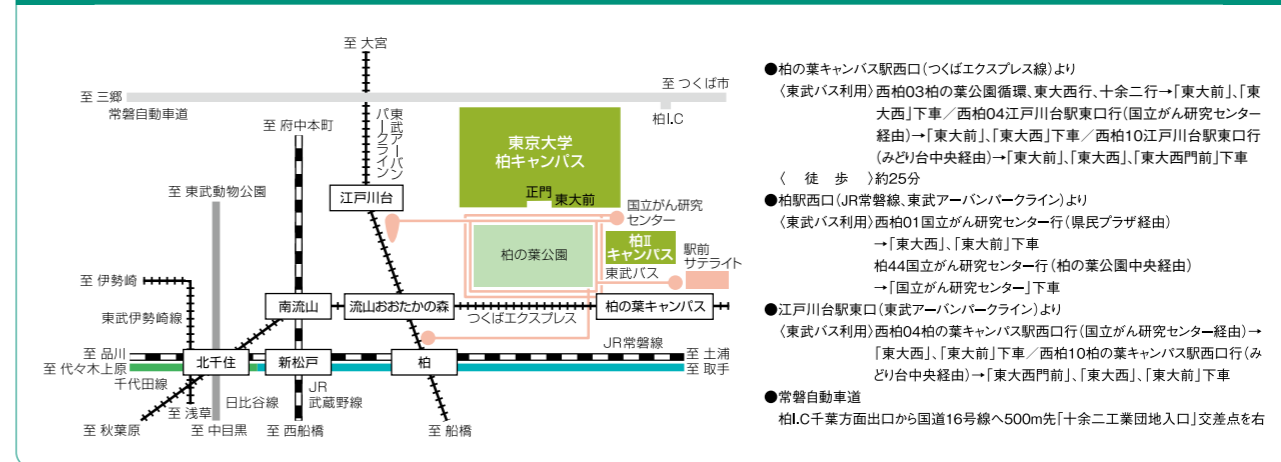 至 大宮
至 つくば市
至 三郷
常磐自動車道
柏I.C
至 府中本町
東武アーバン
パークライン
東京大学
柏キャンパス
正門
東大前
至 東武動物公園
江戸川台
国立がん研究
センター
柏Ⅱ
キャンパス
柏の葉公園
駅前
サテライト
東武バス
至 伊勢崎
東武伊勢崎線
南流山
流山おおたかの森
柏の葉キャンパス
つくばエクスプレス
JR常磐線
至 品川
北千住
新松戸
柏
至 土浦
至 代々木上原
至 取手
千代田線
至 浅草
日比谷線
JR
武蔵野線
至 秋葉原
至 中目黒
至 西船橋
至 船橋
●柏の葉キャンパス駅西口(つくばエクスプレス線)より
〈東武バス利用〉西柏03柏の葉公園循環、東大西行、十余二行→「東大前」、「東
大西」下車／西柏04江戸川台駅東口行(国立がん研究センター
経由)→「東大前」、「東大西」下車／西柏10江戸川台駅東口行
(みどり台中央経由)→「東大前」、「東大西」、「東大西門前」下車
〈 徒 歩 〉約25分
●柏駅西口(JR常磐線、東武アーバンパークライン)より
〈東武バス利用〉西柏01国立がん研究センター行(県民プラザ経由)
→「東大西」、「東大前」下車
柏44国立がん研究センター行(柏の葉公園中央経由)
→「国立がん研究センター」下車
●江戸川台駅東口(東武アーバンパークライン)より
〈東武バス利用〉西柏04柏の葉キャンパス駅西口行(国立がん研究センター経由)→
「東大西」、「東大前」下車／西柏10柏の葉キャンパス駅西口行(み
どり台中央経由)→「東大西門前」、「東大西」、「東大前」下車
●常磐自動車道
柏I.C千葉方面出口から国道16号線へ500m先「十余二工業団地入口」交差点を右